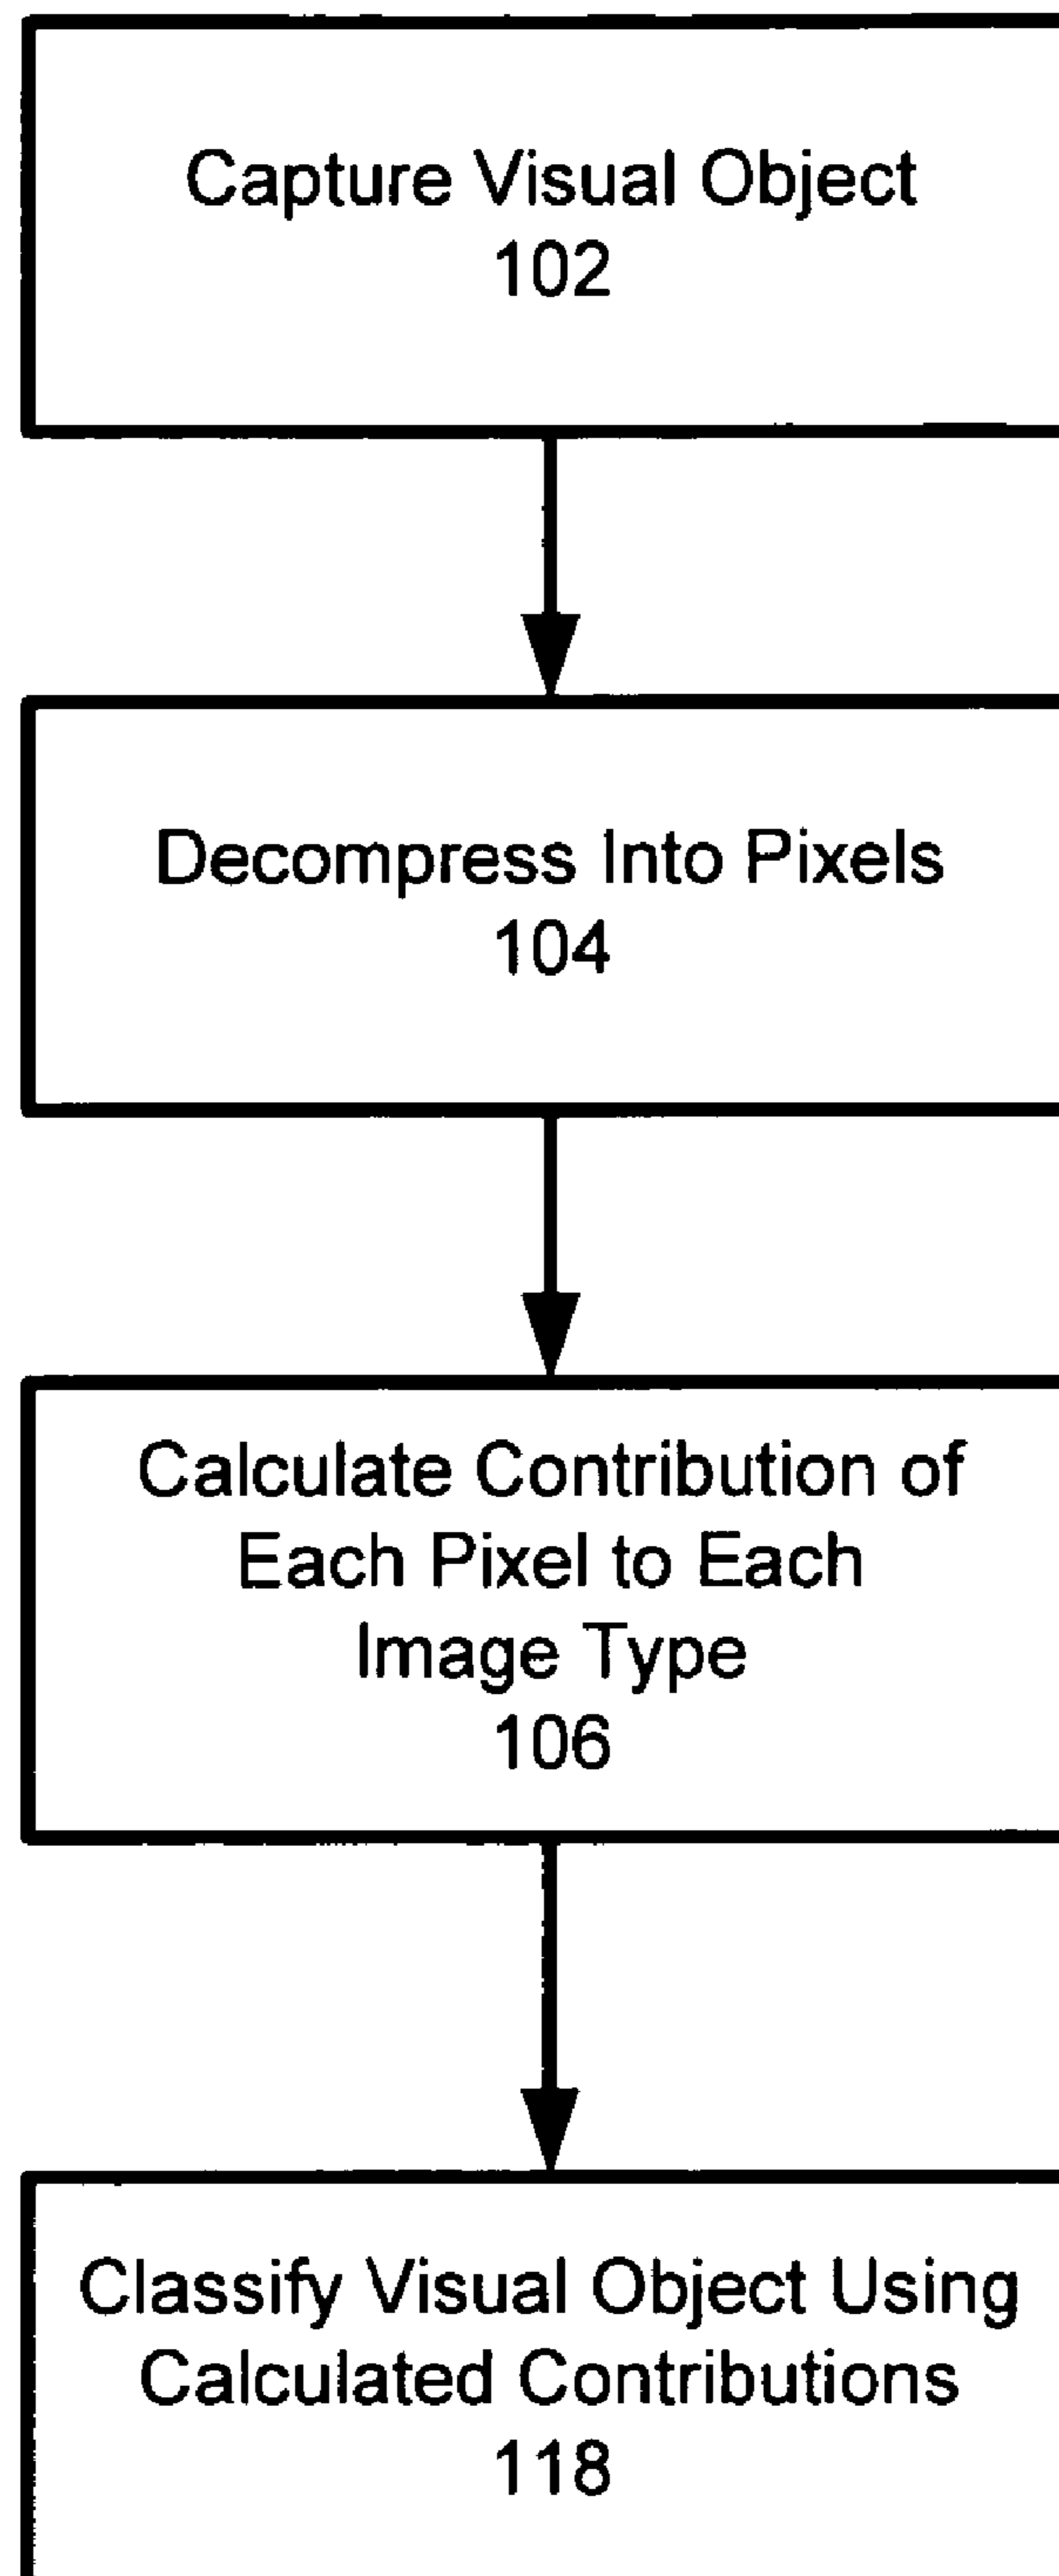 Capture Visual Object
102
Decompress Into Pixels
104
Calculate Contribution of
Each Pixel to Each
Image Type
106
Classify Visual Object Using
Calculated Contributions
118